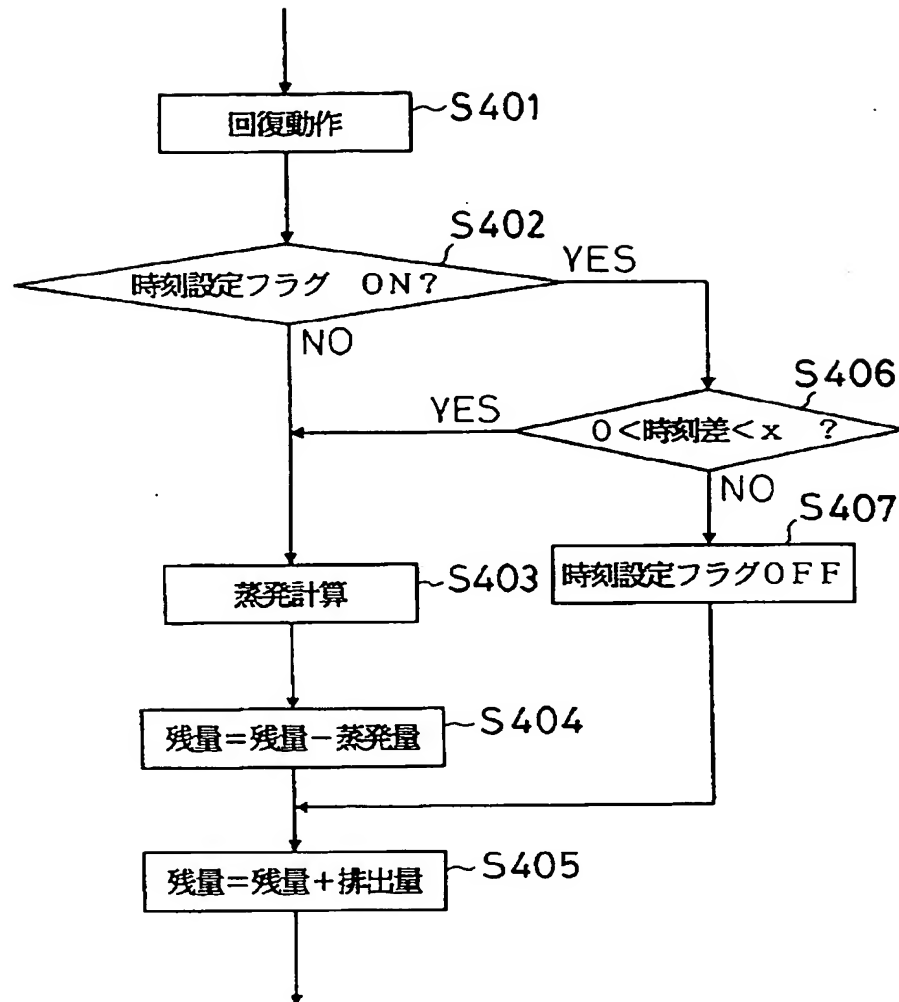 回復動作
S401
S402
時刻設定フラグ ON?
YES
NO
S406
0<時刻差<x ?
YES
NO
S407
時刻設定フラグOFF
蒸発計算
S403
残量=残量-蒸発量
S404
残量=残量+排出量
S405